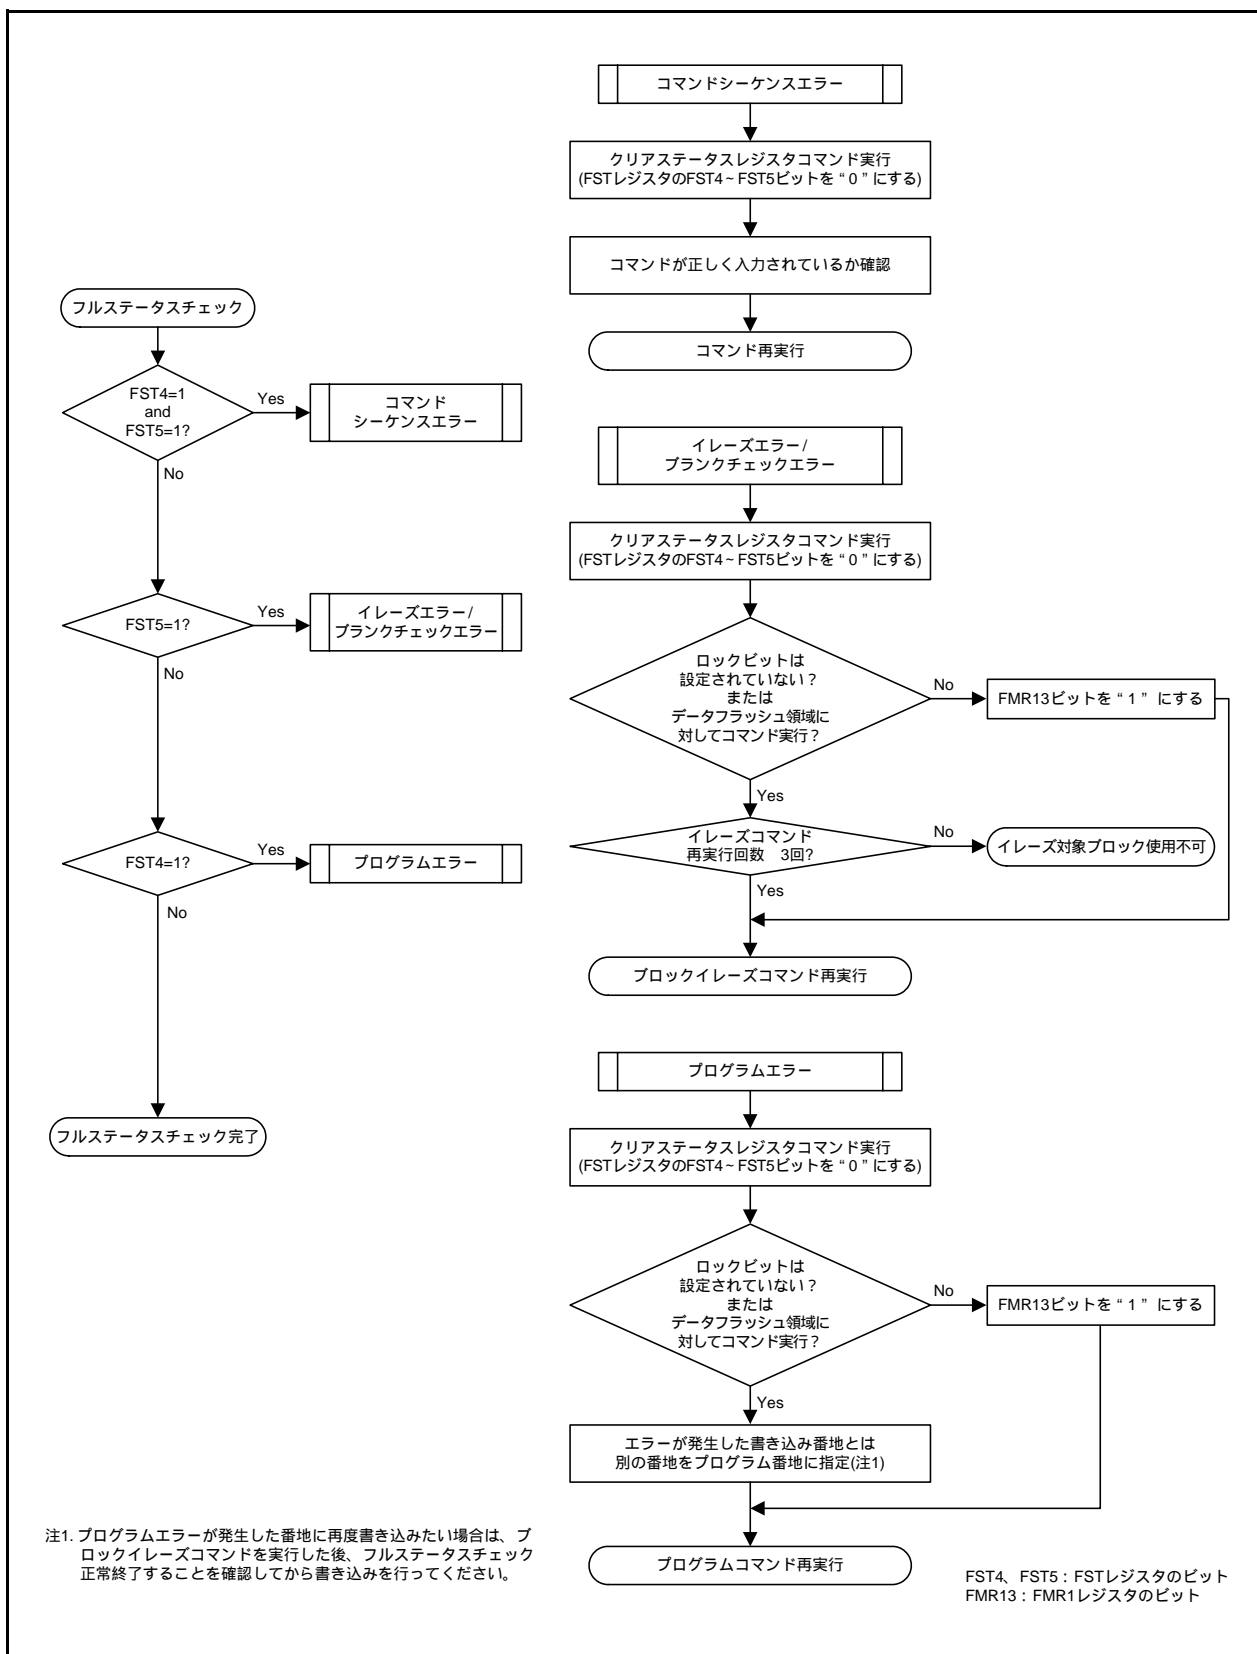 フルステータスチェック
FST4=1
and
FST5=1?
Yes
コマンド
シーケンスエラー
No
FST5=1?
Yes
イレーズエラー/
ブランクチェックエラー
No
FST4=1?
Yes
プログラムエラー
No
フルステータスチェック完了
コマンドシーケンスエラー
クリアステータスレジスタコマンド実行
(FSTレジスタのFST4~FST5ビットを“0”にする)
コマンドが正しく入力されているか確認
コマンド再実行
イレーズエラー/
ブランクチェックエラー
クリアステータスレジスタコマンド実行
(FSTレジスタのFST4~FST5ビットを“0”にする)
ロックビットは
設定されていない？
または
データフラッシュ領域に
対してコマンド実行？
No
FMR13ビットを“1”にする
Yes
イレーズコマンド
再実行回数　3回?
No
イレーズ対象ブロック使用不可
Yes
ブロックイレーズコマンド再実行
プログラムエラー
クリアステータスレジスタコマンド実行
(FSTレジスタのFST4~FST5ビットを“0”にする)
ロックビットは
設定されていない？
または
データフラッシュ領域に
対してコマンド実行？
No
FMR13ビットを“1”にする
Yes
エラーが発生した書き込み番地とは
別の番地をプログラム番地に指定(注1)
プログラムコマンド再実行
注1. プログラムエラーが発生した番地に再度書き込みたい場合は、ブ
ロックイレーズコマンドを実行した後、フルステータスチェック
正常終了することを確認してから書き込みを行ってください。
FST4、FST5：FSTレジスタのビット
FMR13：FMR1レジスタのビット